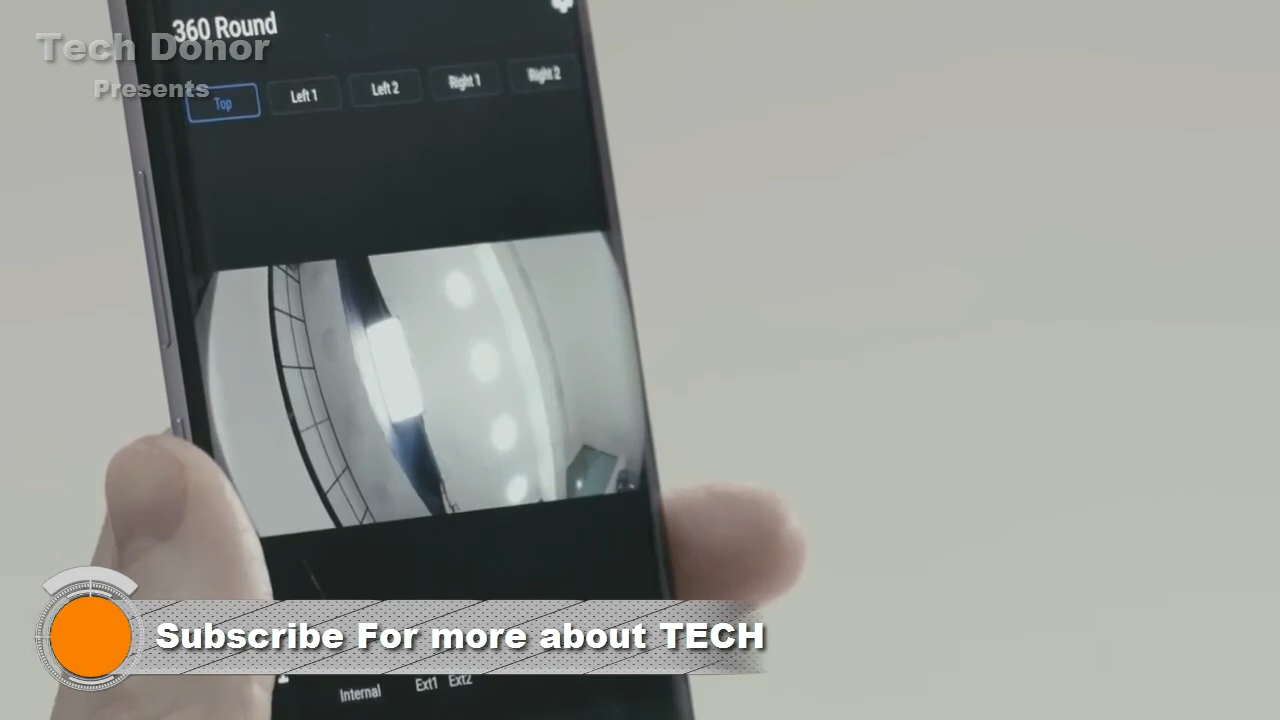 360 Round
Tech Donor
Presents
Top
Left 1
Left 2
Right 1
Right 2
Subscribe For more about TECH
Internal
Ext1
Ext2